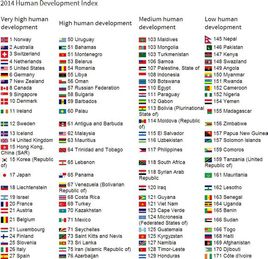 2014 Human Development Index
Very high human
development
1 Norway
2 Australia
3 Switzerland
4 Netherlands
5 United States
6 Germany
7 New Zealand
8 Canada
9 Singapore
10 Denmark
11 Ireland
12 Sweden
13 Iceland
14 United Kingdom
15 Hong Kong,
China (SAR)
15 Korea (Republic
of)
17 Japan
18 Liechtenstein
19 Israel
20 France
21 Austria
21 Belgium
21 Luxembourg
24 Finland
25 Slovenia
26 Italy
27 Spain
High human development
50 Uruguay
51 Bahamas
51 Montenegro
53 Belarus
54 Romania
55 Libya
56 Oman
57 Russian Federation
58 Bulgaria
59 Barbados
60 Palau
61 Antigua and Barbuda
62 Malaysia
63 Mauritius
64 Trinidad and Tobago
65 Lebanon
65 Panama
67 Venezuela (Bolivarian
Republic of)
68 Costa Rica
69 Turkey
70 Kazakhstan
71 Mexico
71 Seychelles
73 Saint Kitts and Nevis
73 Sri Lanka
75 Iran (Islamic Republic of)
76 Azerbaijan
Medium human
development
103 Maldives
103 Mongolia
103 Turkmenistan
106 Samoa
107 Palestine, State of
108 Indonesia
109 Botswana
110 Egypt
111 Paraguay
112 Gabon
113 Bolivia (Plurinational State
of)
114 Moldova (Republic
of)
115 El Salvador
116 Uzbekistan
117 Philippines
118 South Africa
118 Syrian Arab
Republic
120 Iraq
121 Guyana
121 Viet Nam
123 Cape Verde
124 Micronesia
(Federated States of)
125 Guatemala
125 Kyrgyzstan
127 Namibia
128 Timor-Leste
129 Honduras
Low human
development
145 Nepal
146 Pakistan
147 Kenya
148 Swaziland
149 Angola
150 Myanmar
151 Rwanda
152 Cameroon
152 Nigeria
154 Yemen
155 Madagascar
156 Zimbabwe
157 Solomon Islands
159 Comoros
159 Tanzania (United
Republic of)
161 Mauritania
162 Lesotho
163 Senegal
164 Uganda
165 Benin
166 Sudan
166 Togo
168 Haiti
169 Afghanistan
170 Djibouti
171 Côte d'Ivoire